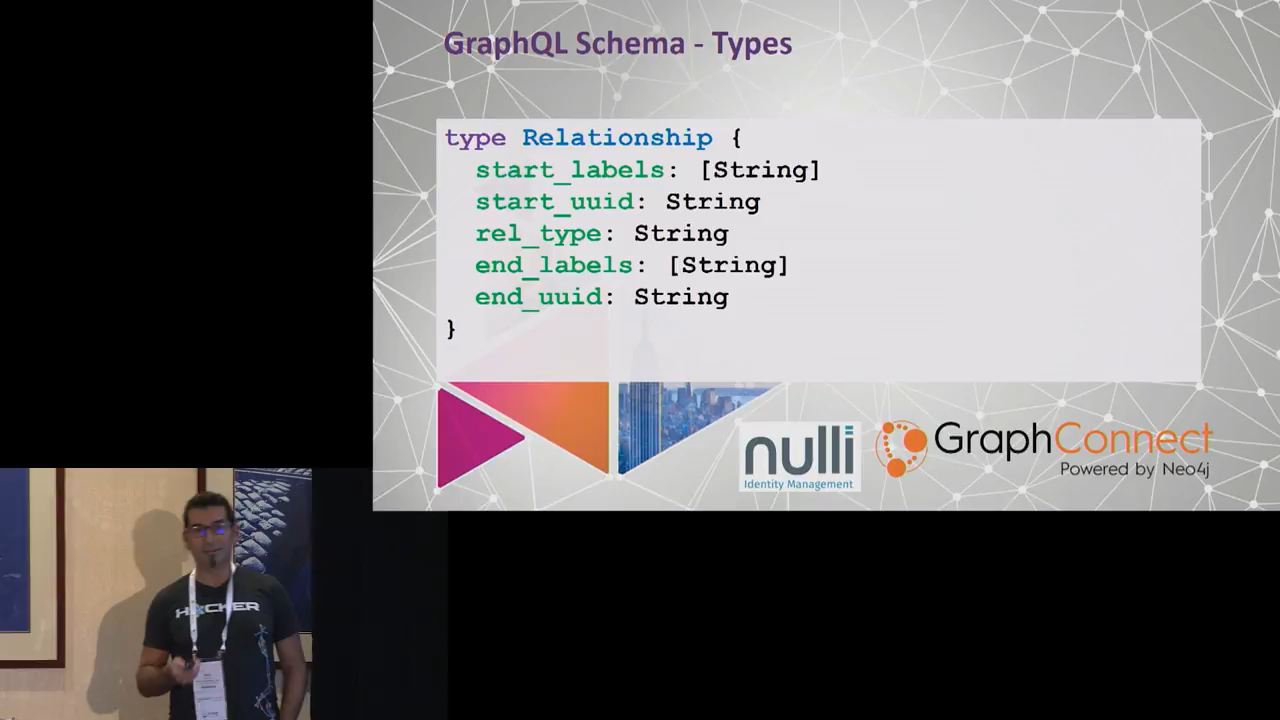 GraphQL Schema - Types
type Relationship {
start_labels: [String]
start_uuid: String
rel_type: String
end_labels: [String]
end_uuid: String
}
nulli
Identity Management
GraphConnect
Powered by Neo4j
HACKER